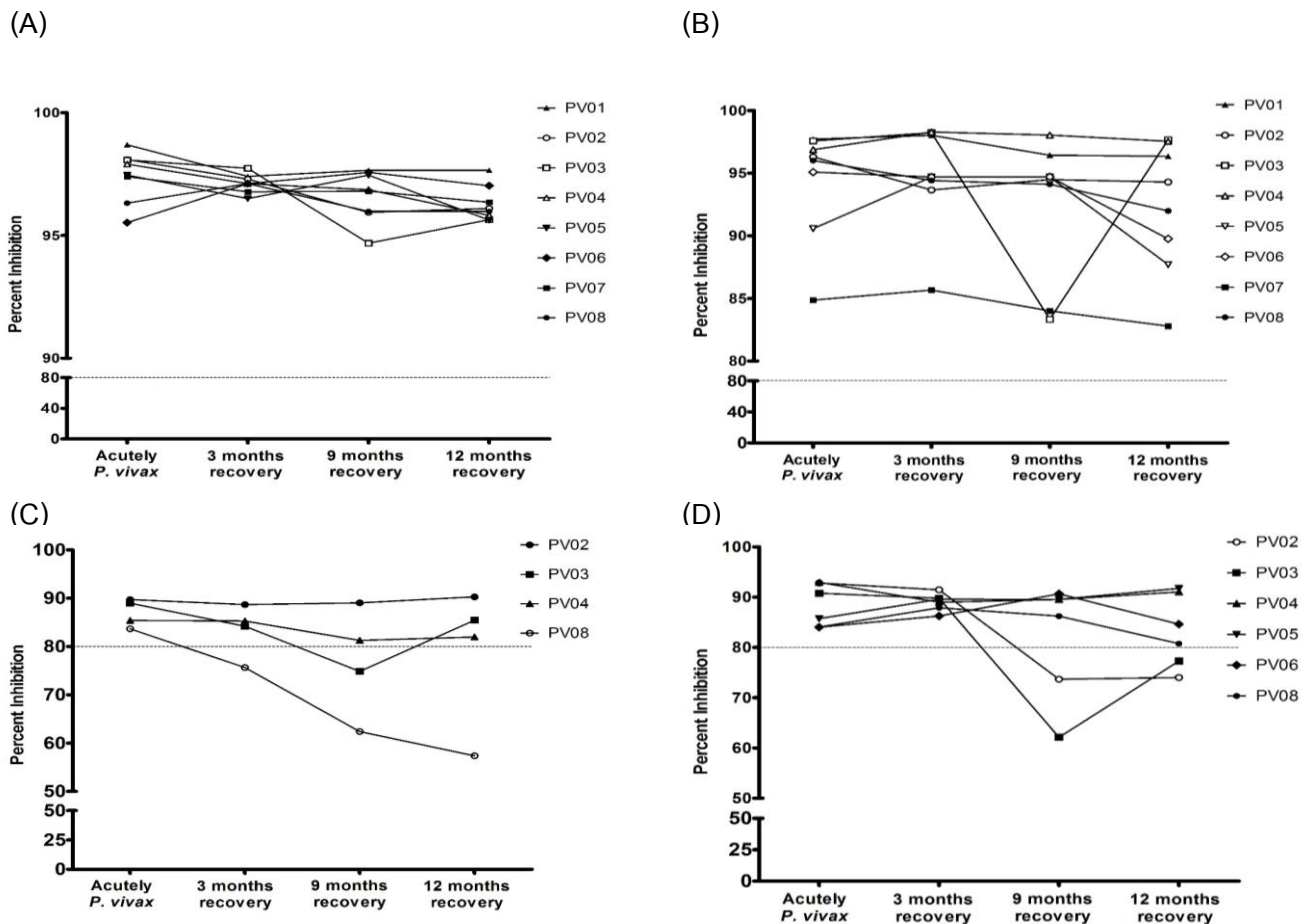 (A)
Percent Inhibition
100
95
90
80
40
0
Acutely P. vivax
3 months recovery
9 months recovery
12 months recovery
PV01
PV02
PV03
PV04
PV05
PV06
PV07
PV08
(B)
Percent Inhibition
100
95
90
85
80
80
40
0
Acutely P. vivax
3 months recovery
9 months recovery
12 months recovery
PV01
PV02
PV03
PV04
PV05
PV06
PV07
PV08
(C)
Percent Inhibition
100
90
80
70
60
50
50
25
0
Acutely P. vivax
3 months recovery
9 months recovery
12 months recovery
PV02
PV03
PV04
PV08
(D)
Percent Inhibition
100
90
80
70
60
50
50
25
0
Acutely P. vivax
3 months recovery
9 months recovery
12 months recovery
PV02
PV03
PV04
PV05
PV06
PV08